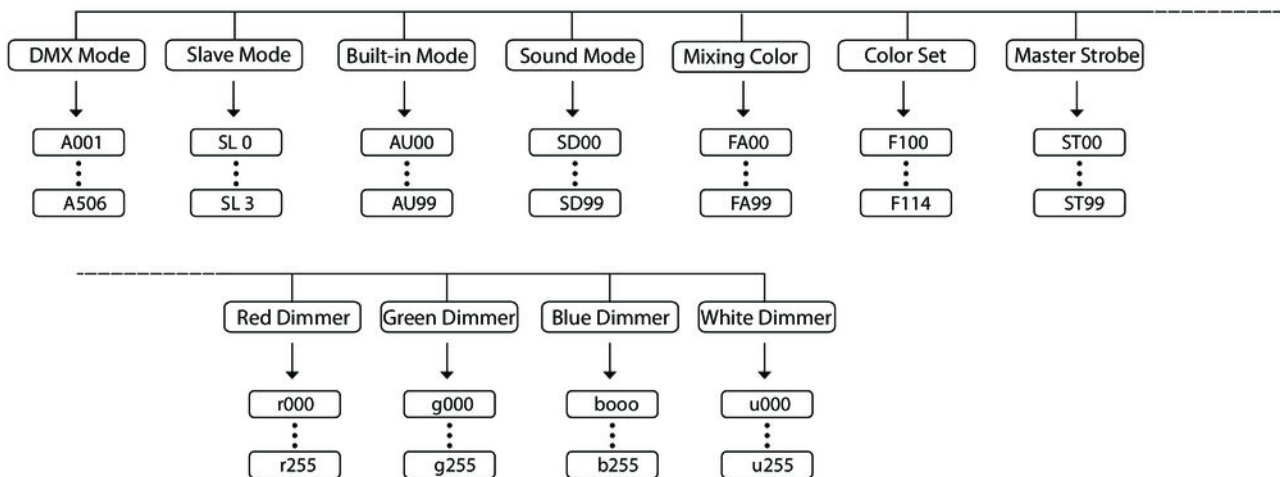 DMX Mode Slave Mode Built-in Mode Sound Mode Mixing Color Color Set Master Strobe
A001 SL 0 AU00 SD00 FA00 F100 ST00
A506 SL 3 AU99 SD99 FA99 F114 ST99
Red Dimmer Green Dimmer Blue Dimmer White Dimmer
r000 g000 booo u000
r255 g255 b255 u255